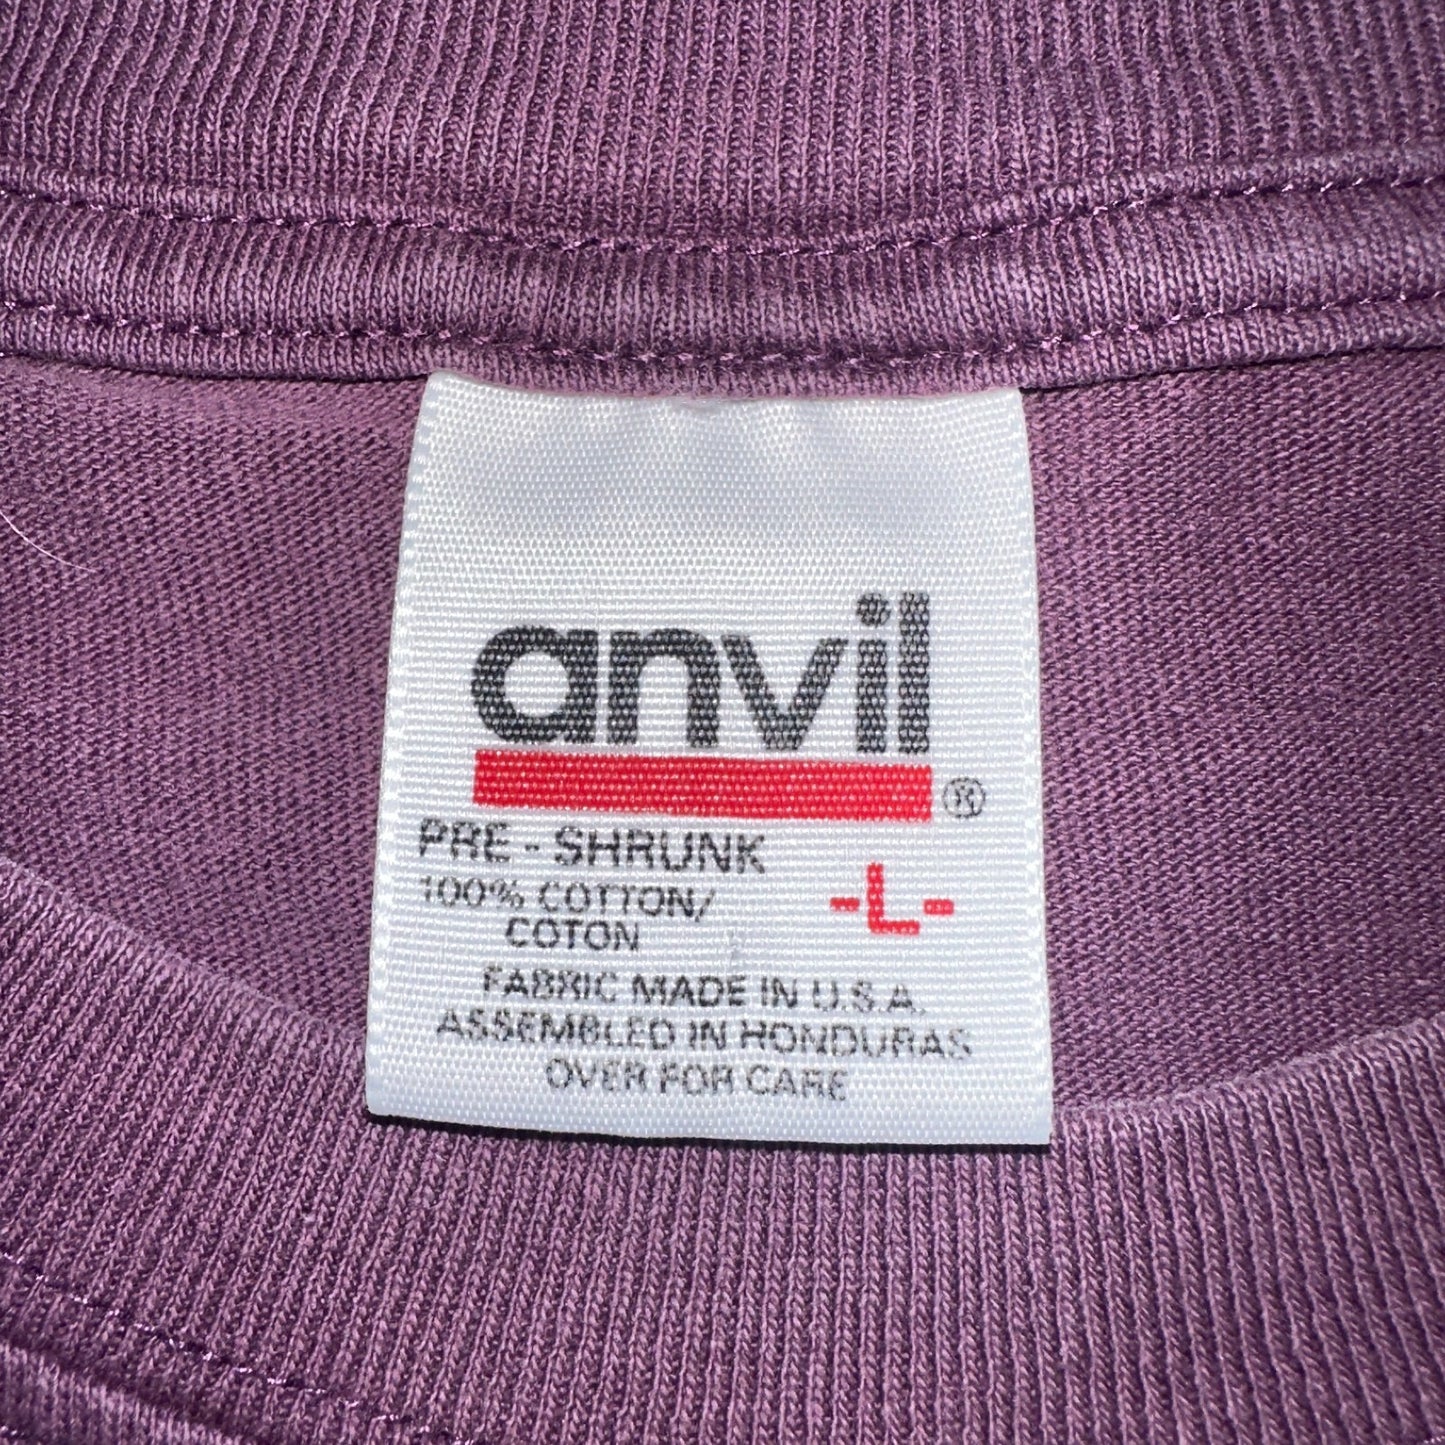 anvil
®
PRE - SHRUNK
100% COTTON/
COTON
-L-
FABRIC MADE IN U.S.A.
ASSEMBLED IN HONDURAS
OVER FOR CARE